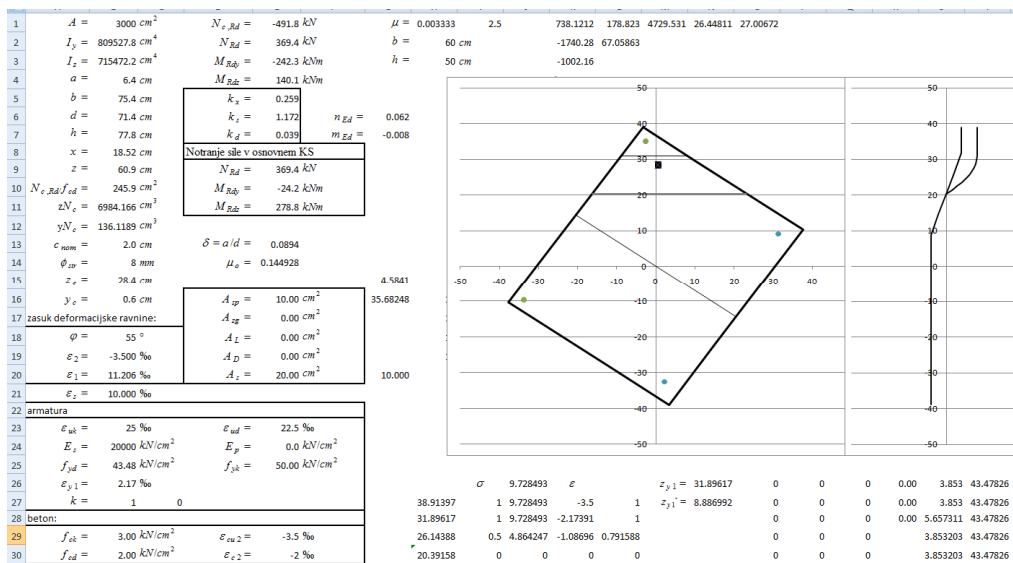 1 A = 3000 cm² N c,Rd = -491.8 kN μ = 0.003333 2.5 738.1212 178.823 4729.531 26.44811 27.00672
2 I y = 809527.8 cm⁴ N Rd = 369.4 kN b = 60 cm -1740.28 67.05863
3 I z = 715472.2 cm⁴ M Rdy = -242.3 kNm h = 50 cm -1002.16
4 a = 6.4 cm M Rdz = 140.1 kNm
5 b = 75.4 cm k x = 0.259
6 d = 71.4 cm k s = 1.172 n Ed = 0.062
7 h = 77.8 cm k d = 0.039 m Ed = -0.008
8 x = 18.52 cm Notranje sile v osnovnem KS
9 z = 60.9 cm N Rd = 369.4 kN
10 N c,Rd/f cd = 245.9 cm² M Rdy = -24.2 kNm
11 zN c = 6984.166 cm³ M Rdz = 278.8 kNm
12 yN c = 136.1189 cm³
13 c nom = 2.0 cm δ = a/d = 0.0894
14 ϕ str = 8 mm μ o = 0.144928
15 z c = 28.4 cm 4.5841
16 y c = 0.6 cm A sp = 10.00 cm² 35.68248
17 zasuk deformacijske ravnine: A sg = 0.00 cm²
18 φ = 55 ° A L = 0.00 cm²
19 ε 2 = -3.500 ‰ A D = 0.00 cm²
20 ε 1 = 11.206 ‰ A s = 20.00 cm² 10.000
21 ε s = 10.000 ‰
22 armatura
23 ε uk = 25 ‰ ε ud = 22.5 ‰
24 E s = 20000 kN/cm² E p = 0.0 kN/cm²
25 f yd = 43.48 kN/cm² f yk = 50.00 kN/cm²
26 ε y1 = 2.17 ‰ σ 9.728493 ε z y1 = 31.89617 0 0 0 0.00 3.853 43.47826
27 k = 1 0 38.91397 1 9.728493 -3.5 1 z y1' = 8.886992 0 0 0 0.00 3.853 43.47826
28 beton: 31.89617 1 9.728493 -2.17391 1 0 0 0 0.00 5.657311 43.47826
29 f ck = 3.00 kN/cm² ε cu2 = -3.5 ‰ 26.14388 0.5 4.864247 -1.08696 0.791588 0 0 0 3.853203 43.47826
30 f cd = 2.00 kN/cm² ε c2 = -2 ‰ 20.39158 0 0 0 0 0 0 0 3.853203 43.47826
50
40
30
20
10
0
-10
-20
-30
-40
-50
-50 -40 -30 -20 -10 0 10 20 30 40
50
40
30
20
10
0
-10
-20
-30
-40
-50